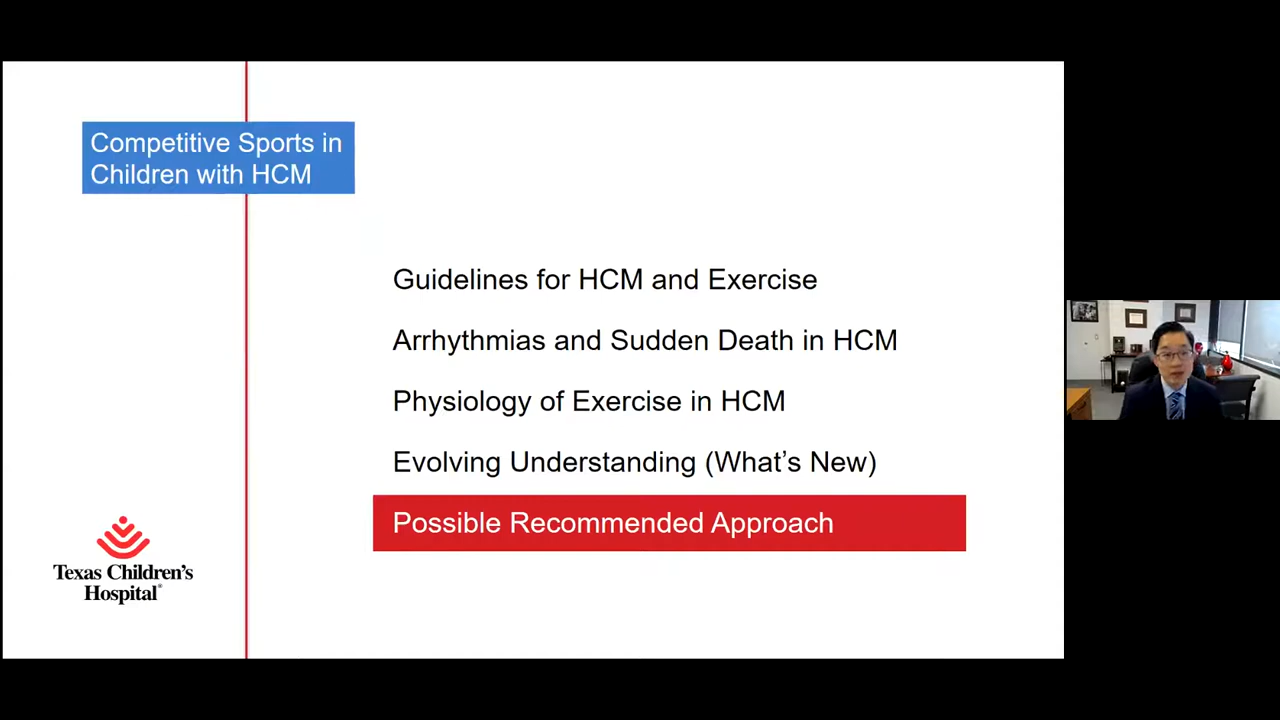 Competitive Sports in
Children with HCM
Guidelines for HCM and Exercise
Arrhythmias and Sudden Death in HCM
Physiology of Exercise in HCM
Evolving Understanding (What’s New)
Possible Recommended Approach
Texas Children’s
Hospital®